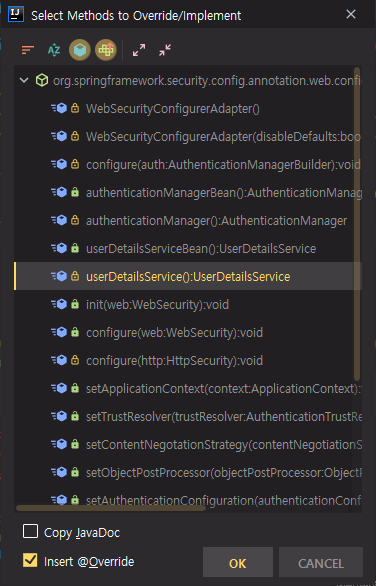 Select Methods to Override/Implement
org.springframework.security.config.annotation.web.confi
WebSecurityConfigurerAdapter()
WebSecurityConfigurerAdapter(disableDefaults:boo
configure(auth:AuthenticationManagerBuilder):void
authenticationManagerBean():AuthenticationManag
authenticationManager():AuthenticationManager
userDetailsServiceBean():UserDetailsService
userDetailsService():UserDetailsService
init(web:WebSecurity):void
configure(web:WebSecurity):void
configure(http:HttpSecurity):void
setApplicationContext(context:ApplicationContext):
setTrustResolver(trustResolver:AuthenticationTrustRe
setContentNegotationStrategy(contentNegotiationS
setObjectPostProcessor(objectPostProcessor:ObjectP
setAuthenticationConfiguration(authenticationConf
Copy JavaDoc
Insert @Override
OK
CANCEL